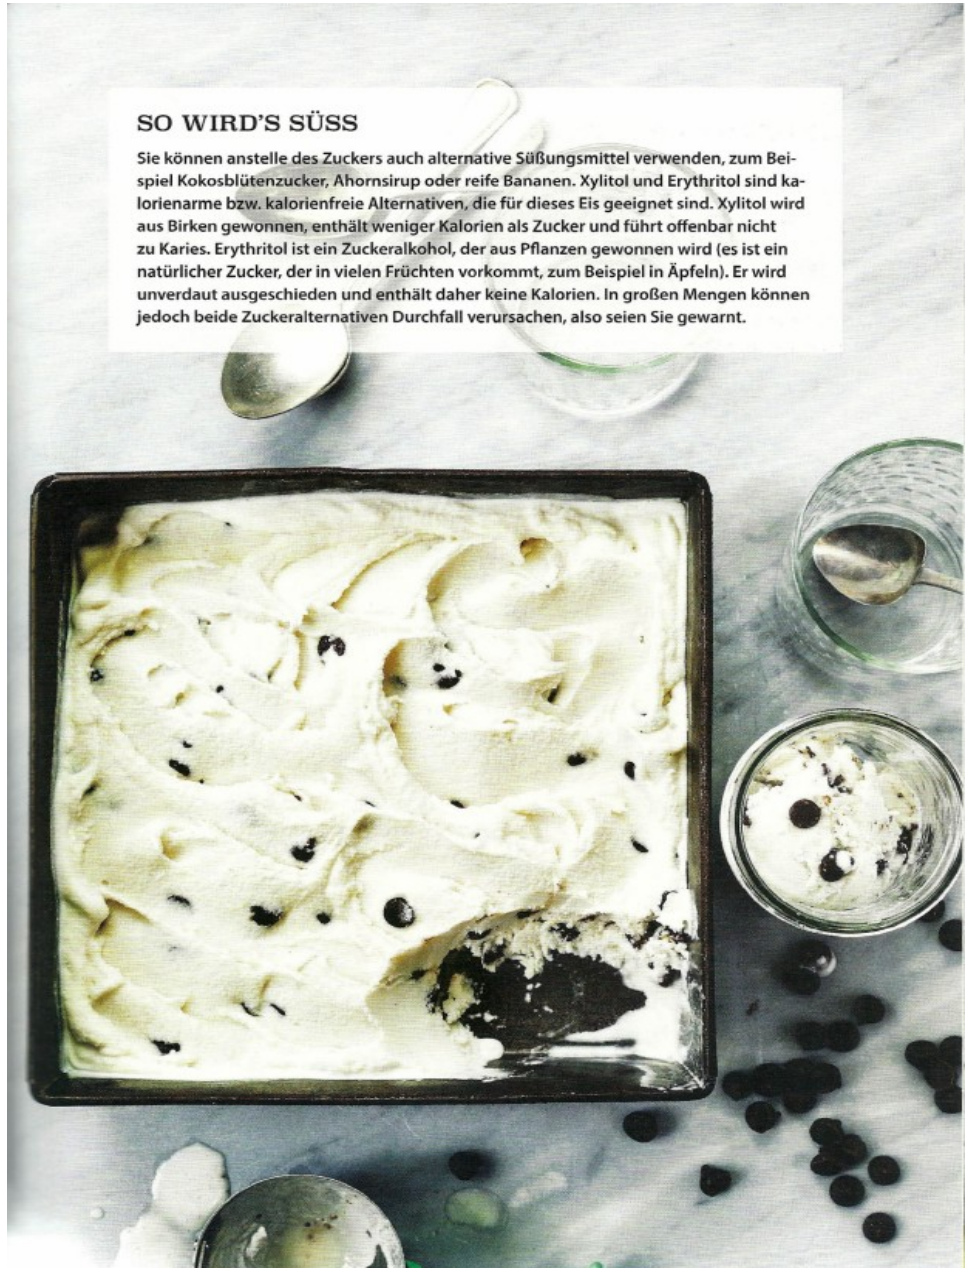 SO WIRD'S SÜSS
Sie können anstelle des Zuckers auch alternative Süßungsmittel verwenden, zum Bei-
spiel Kokosblütenzucker, Ahornsirup oder reife Bananen. Xylitol und Erythritol sind ka-
lorienarme bzw. kalorienfreie Alternativen, die für dieses Eis geeignet sind. Xylitol wird
aus Birken gewonnen, enthält weniger Kalorien als Zucker und führt offenbar nicht
zu Karies. Erythritol ist ein Zuckeralkohol, der aus Pflanzen gewonnen wird (es ist ein
natürlicher Zucker, der in vielen Früchten vorkommt, zum Beispiel in Äpfeln). Er wird
unverdaut ausgeschieden und enthält daher keine Kalorien. In großen Mengen können
jedoch beide Zuckeralternativen Durchfall verursachen, also seien Sie gewarnt.